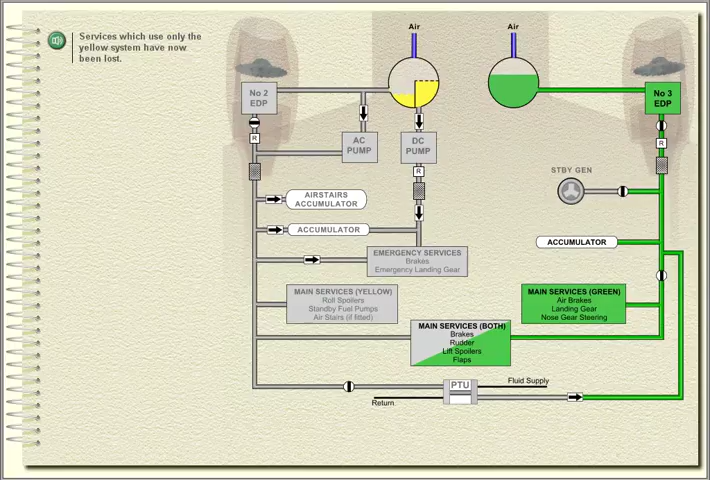 Services which use only the
yellow system have now
been lost.
Air
Air
No 2
EDP
No 3
EDP
R
R
AC
PUMP
DC
PUMP
R
STBY GEN
AIRSTAIRS
ACCUMULATOR
ACCUMULATOR
ACCUMULATOR
EMERGENCY SERVICES
Brakes
Emergency Landing Gear
MAIN SERVICES (YELLOW)
Roll Spoilers
Standby Fuel Pumps
Air Stairs (if fitted)
MAIN SERVICES (GREEN)
Air Brakes
Landing Gear
Nose Gear Steering
MAIN SERVICES (BOTH)
Brakes
Rudder
Lift Spoilers
Flaps
PTU
Fluid Supply
Return